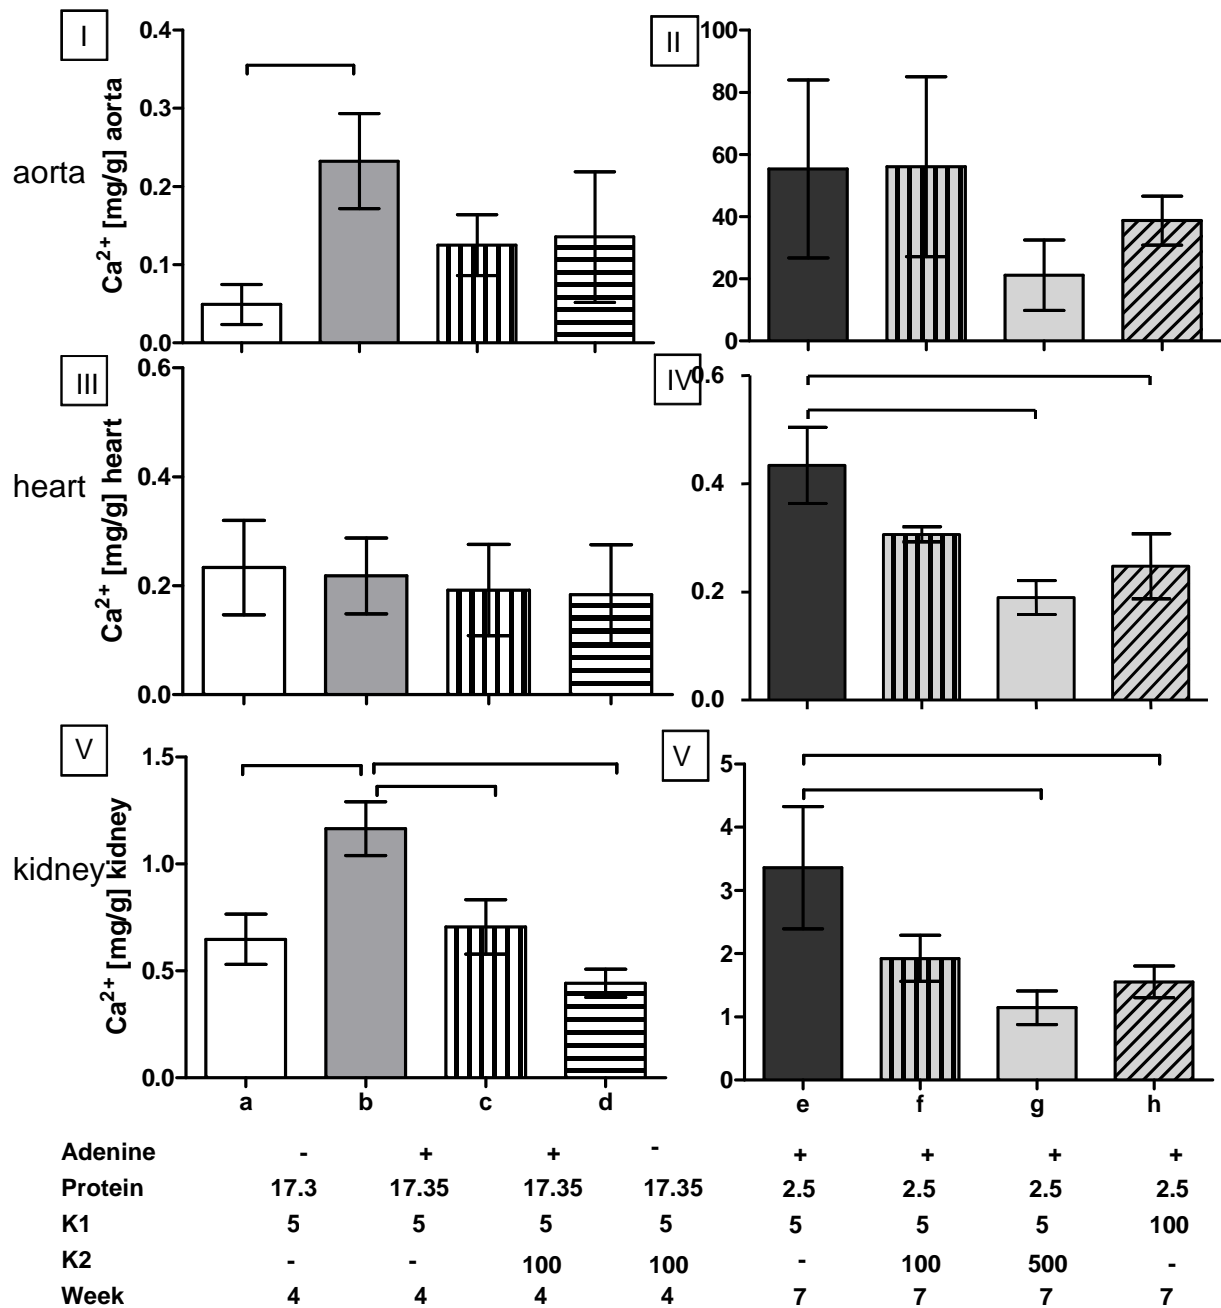 I
II
0.4
0.3
0.2
0.1
0.0
Ca²⁺ [mg/g] aorta
aorta
100
80
60
40
20
0
III
IV
0.6
0.4
0.2
0.0
Ca²⁺ [mg/g] heart
heart
0.6
0.4
0.2
0.0
V
V
1.5
1.0
0.5
0.0
Ca²⁺ [mg/g] kidney
kidney
5
4
3
2
1
0
a b c d e f g h
Adenine - + + - + + + +
Protein 17.3 17.35 17.35 17.35 2.5 2.5 2.5 2.5
K1 5 5 5 5 5 5 5 100
K2 - - 100 100 - 100 500 -
Week 4 4 4 4 7 7 7 7